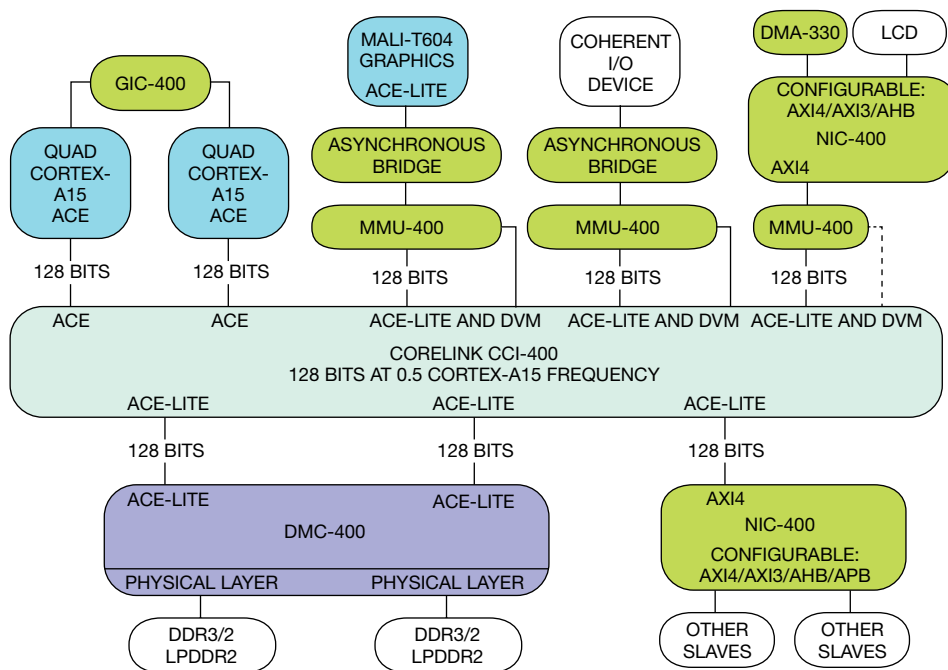 GIC-400
QUAD
CORTEX-
A15
ACE
QUAD
CORTEX-
A15
ACE
MALI-T604
GRAPHICS
ACE-LITE
ASYNCHRONOUS
BRIDGE
MMU-400
COHERENT
I/O
DEVICE
ASYNCHRONOUS
BRIDGE
MMU-400
DMA-330
LCD
CONFIGURABLE:
AXI4/AXI3/AHB
NIC-400
AXI4
MMU-400
128 BITS
128 BITS
128 BITS
128 BITS
128 BITS
ACE
ACE
ACE-LITE AND DVM
ACE-LITE AND DVM
ACE-LITE AND DVM
CORELINK CCI-400
128 BITS AT 0.5 CORTEX-A15 FREQUENCY
ACE-LITE
ACE-LITE
ACE-LITE
128 BITS
128 BITS
128 BITS
ACE-LITE
ACE-LITE
DMC-400
PHYSICAL LAYER
PHYSICAL LAYER
DDR3/2
LPDDR2
DDR3/2
LPDDR2
AXI4
NIC-400
CONFIGURABLE:
AXI4/AXI3/AHB/APB
OTHER
SLAVES
OTHER
SLAVES